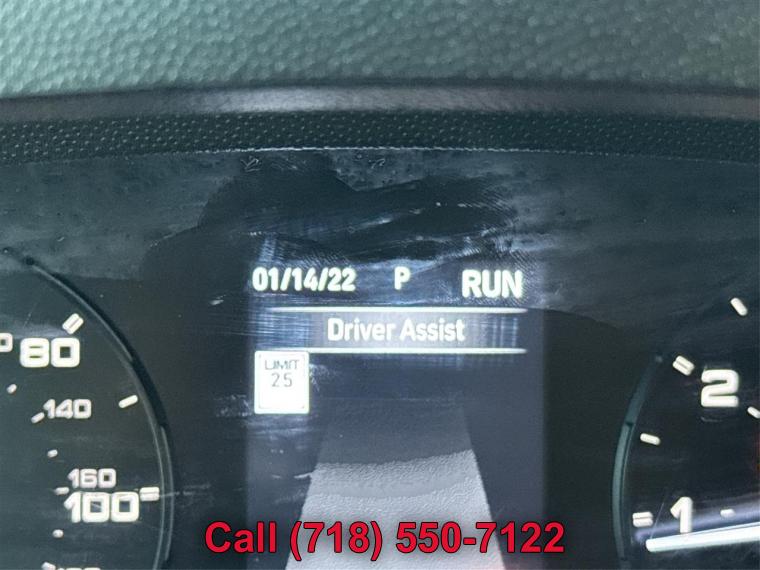 01/14/22 P RUN
Driver Assist
LIMIT
25
80
140
160
100
2
1
Call (718) 550-7122